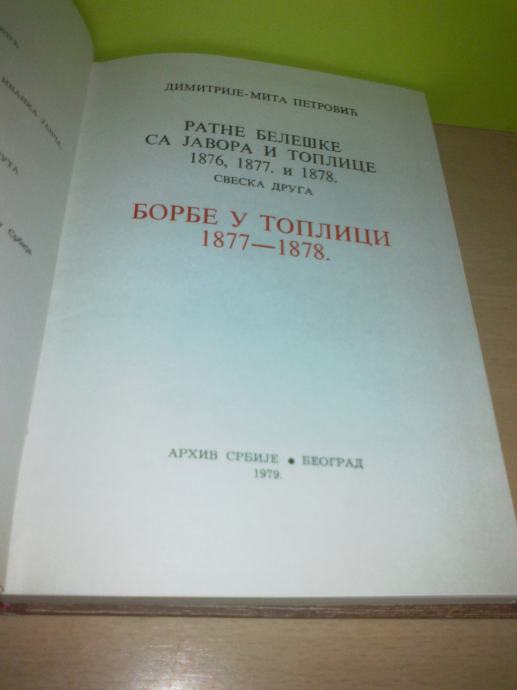 ДИМИТРИЈЕ-МИТА ПЕТРОВИЋ
РАТНЕ БЕЛЕШКЕ
СА ЈАВОРА И ТОПЛИЦЕ
1876, 1877. и 1878.
СВЕСКА ДРУГА
БОРБЕ У ТОПЛИЦИ
1877—1878.
АРХИВ СРБИЈЕ • БЕОГРАД
1979.